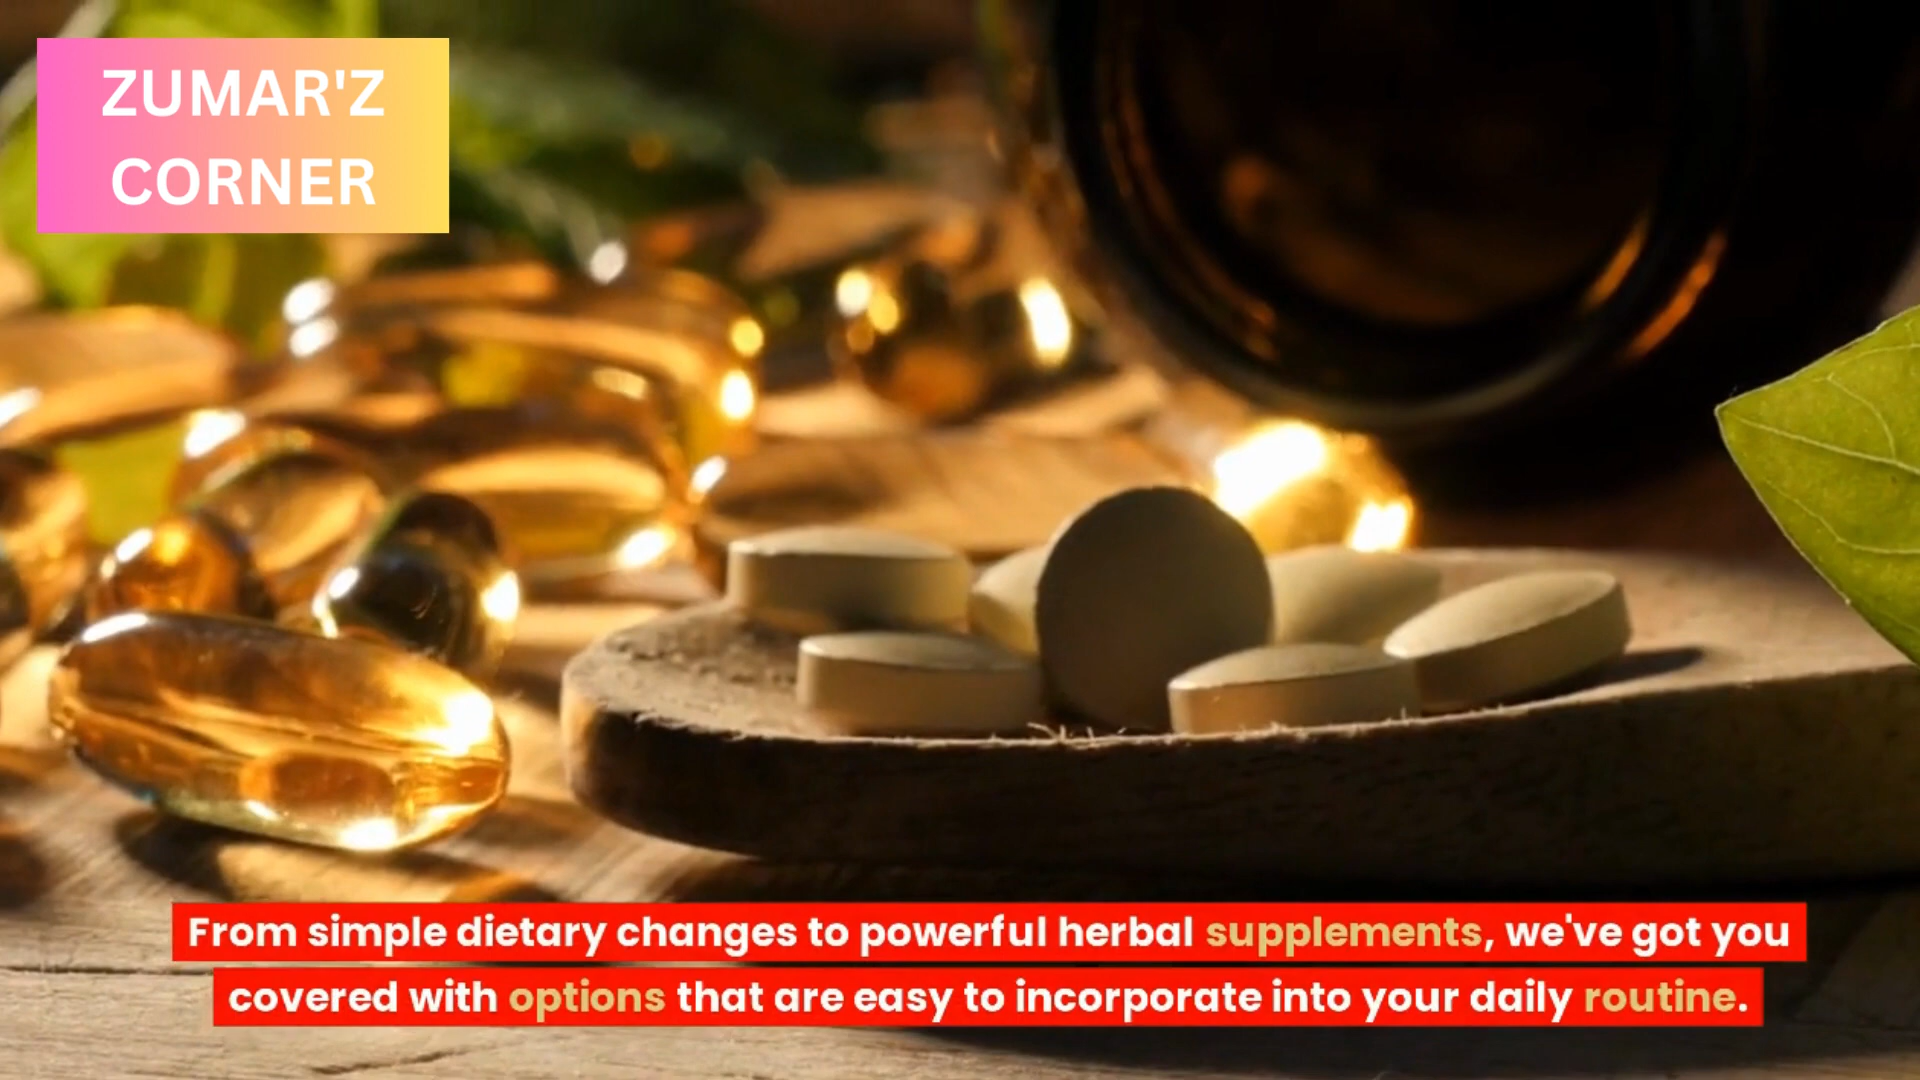 ZUMAR'Z
CORNER
From simple dietary changes to powerful herbal supplements, we've got you
covered with options that are easy to incorporate into your daily routine.